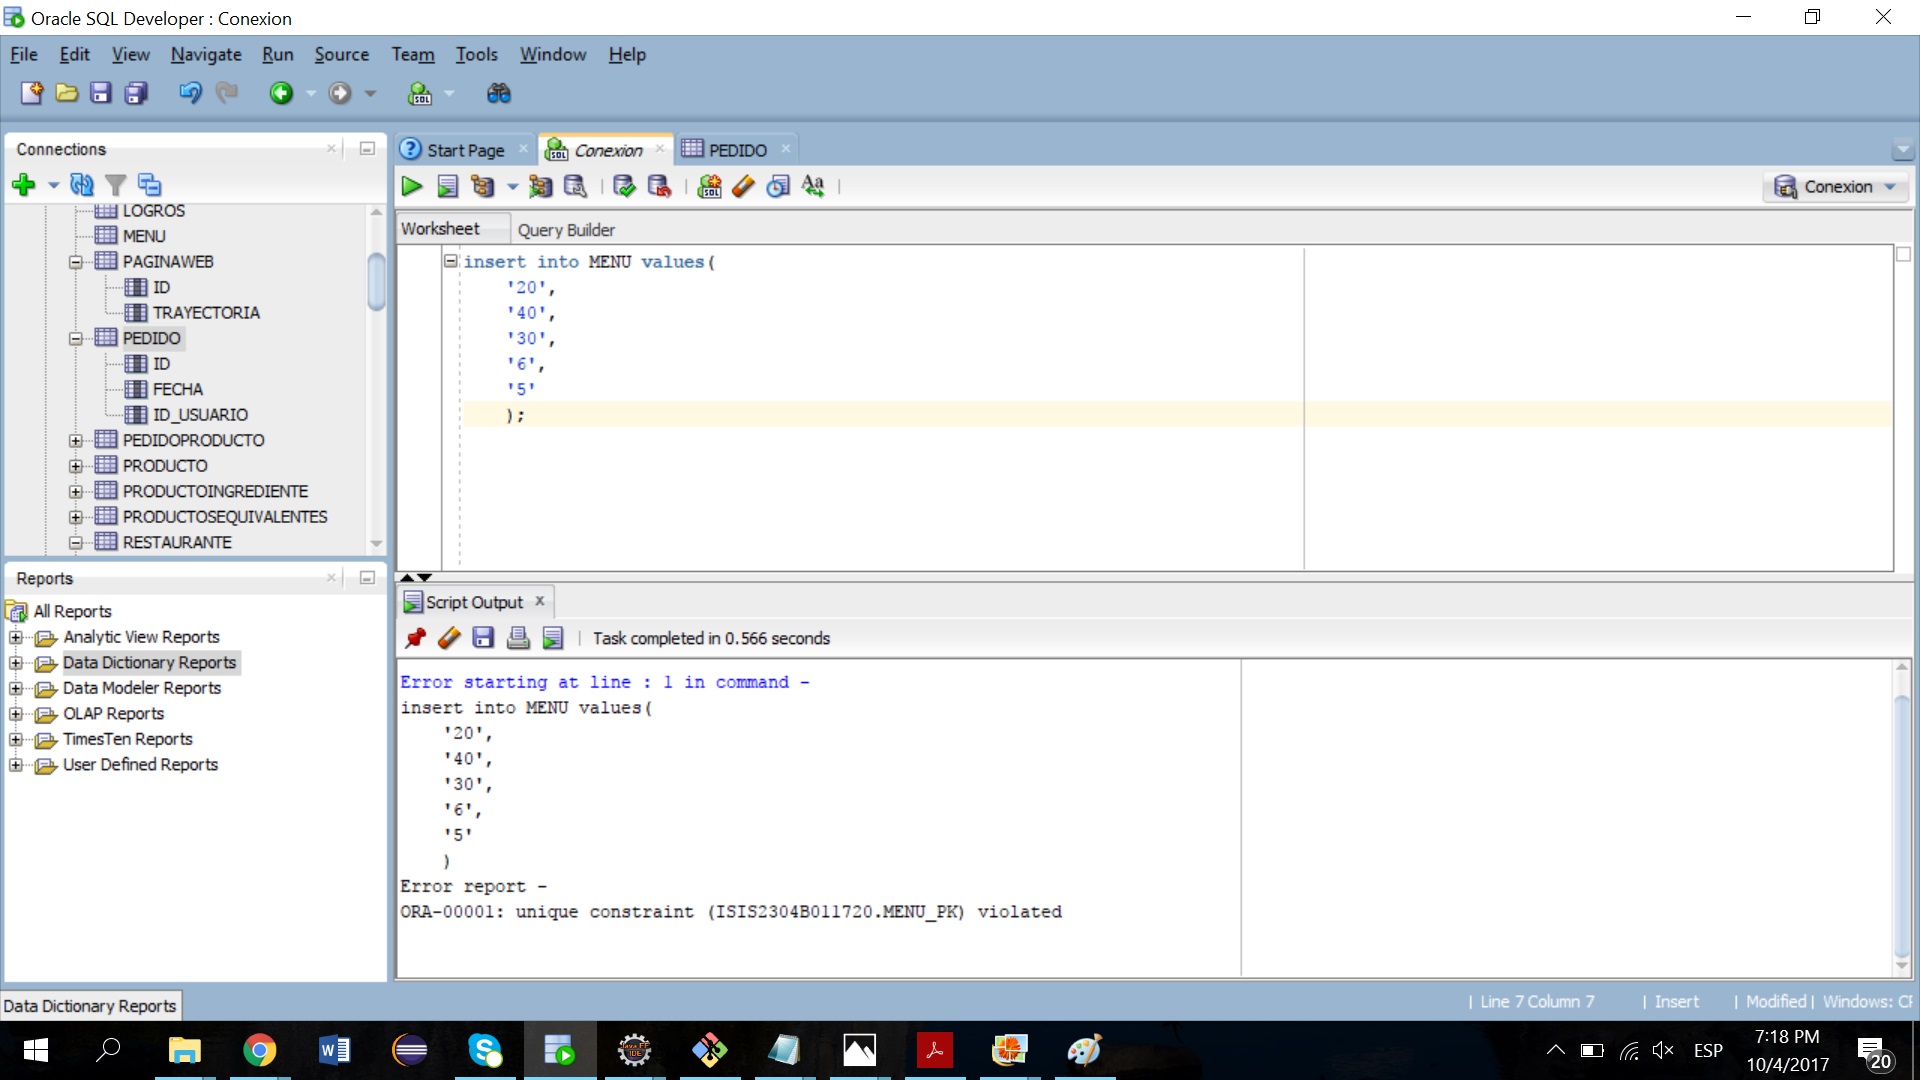 Oracle SQL Developer : Conexion
File Edit View Navigate Run Source Team Tools Window Help
Connections
LOGROS
MENU
PAGINAWEB
ID
TRAYECTORIA
PEDIDO
ID
FECHA
ID_USUARIO
PEDIDOPRODUCTO
PRODUCTO
PRODUCTOINGREDIENTE
PRODUCTOSEQUIVALENTES
RESTAURANTE
Reports
All Reports
Analytic View Reports
Data Dictionary Reports
Data Modeler Reports
OLAP Reports
TimesTen Reports
User Defined Reports
Data Dictionary Reports
Start Page Conexion PEDIDO
Conexion
Worksheet Query Builder
insert into MENU values(
'20',
'40',
'30',
'6',
'5'
);
Script Output
Task completed in 0.566 seconds
Error starting at line : 1 in command -
insert into MENU values(
'20',
'40',
'30',
'6',
'5'
)
Error report -
ORA-00001: unique constraint (ISIS2304B011720.MENU_PK) violated
| Line 7 Column 7 | Insert | Modified | Windows: CF
ESP
7:18 PM
10/4/2017
20